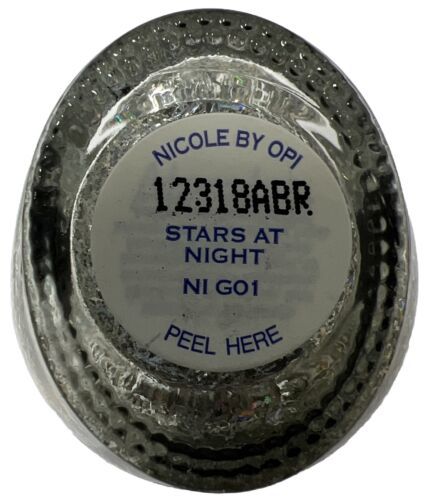 NICOLE BY OPI
12318ABR
STARS AT
NIGHT
NI G01
PEEL HERE